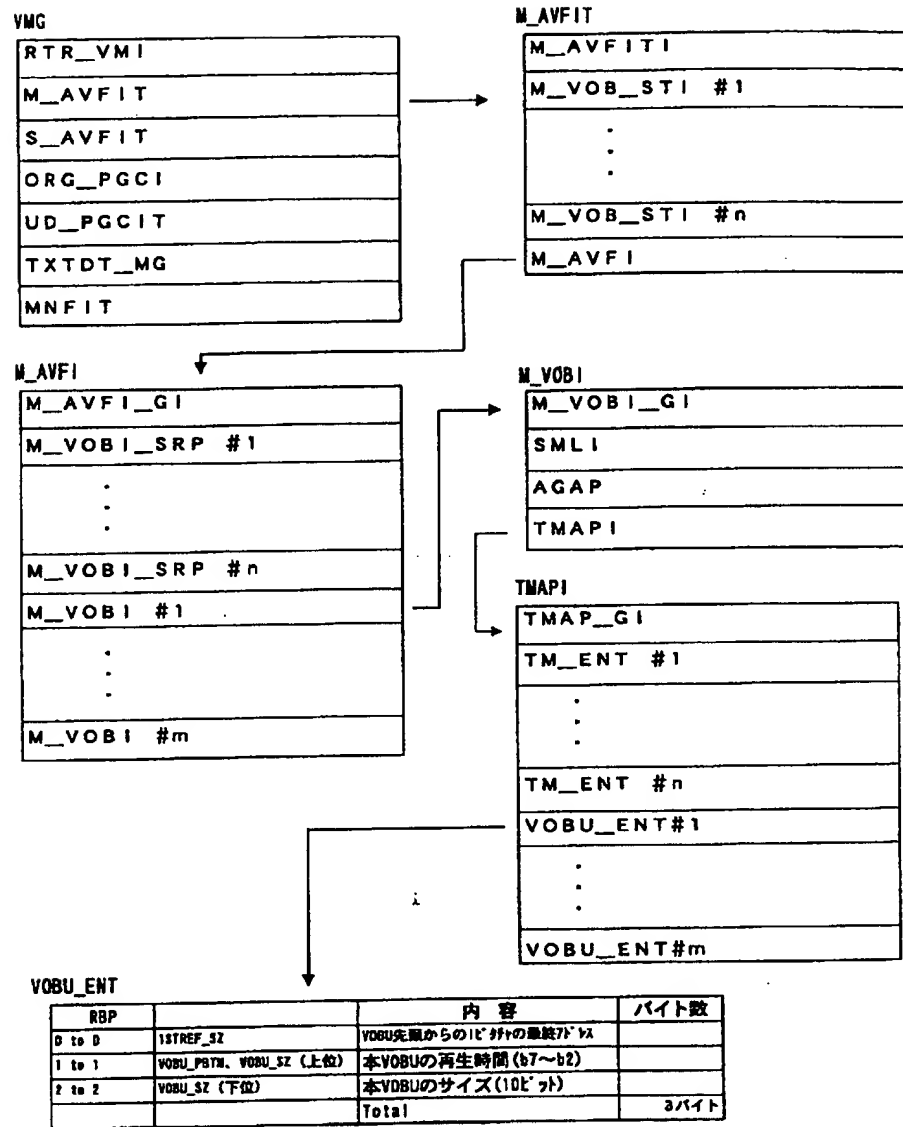 VMG
RTR_VMI
M_AVFIT
S_AVFIT
ORG_PGCI
UD_PGCIT
TXTDT_MG
MNFIT
M_AVFIT
M_AVFITI
M_VOB_STI #1
M_VOB_STI #n
M_AVFI
M_AVFI
M_AVFI_GI
M_VOBI_SRP #1
M_VOBI_SRP #n
M_VOBI #1
M_VOBI #m
M_VOBI
M_VOBI_GI
SMLI
AGAP
TMAPI
TMAPI
TMAP_GI
TM_ENT #1
TM_ENT #n
VOBU_ENT#1
VOBU_ENT#m
VOBU_ENT
RBP 内 容 バイト数
0 to 0 1STREF_SZ VOBU先頭からのIピクチャの最終アドレス
1 to 1 VOBU_PBTM、VOBU_SZ (上位) 本VOBUの再生時間(b7～b2)
2 to 2 VOBU_SZ (下位) 本VOBUのサイズ(10ビット)
Total 3バイト